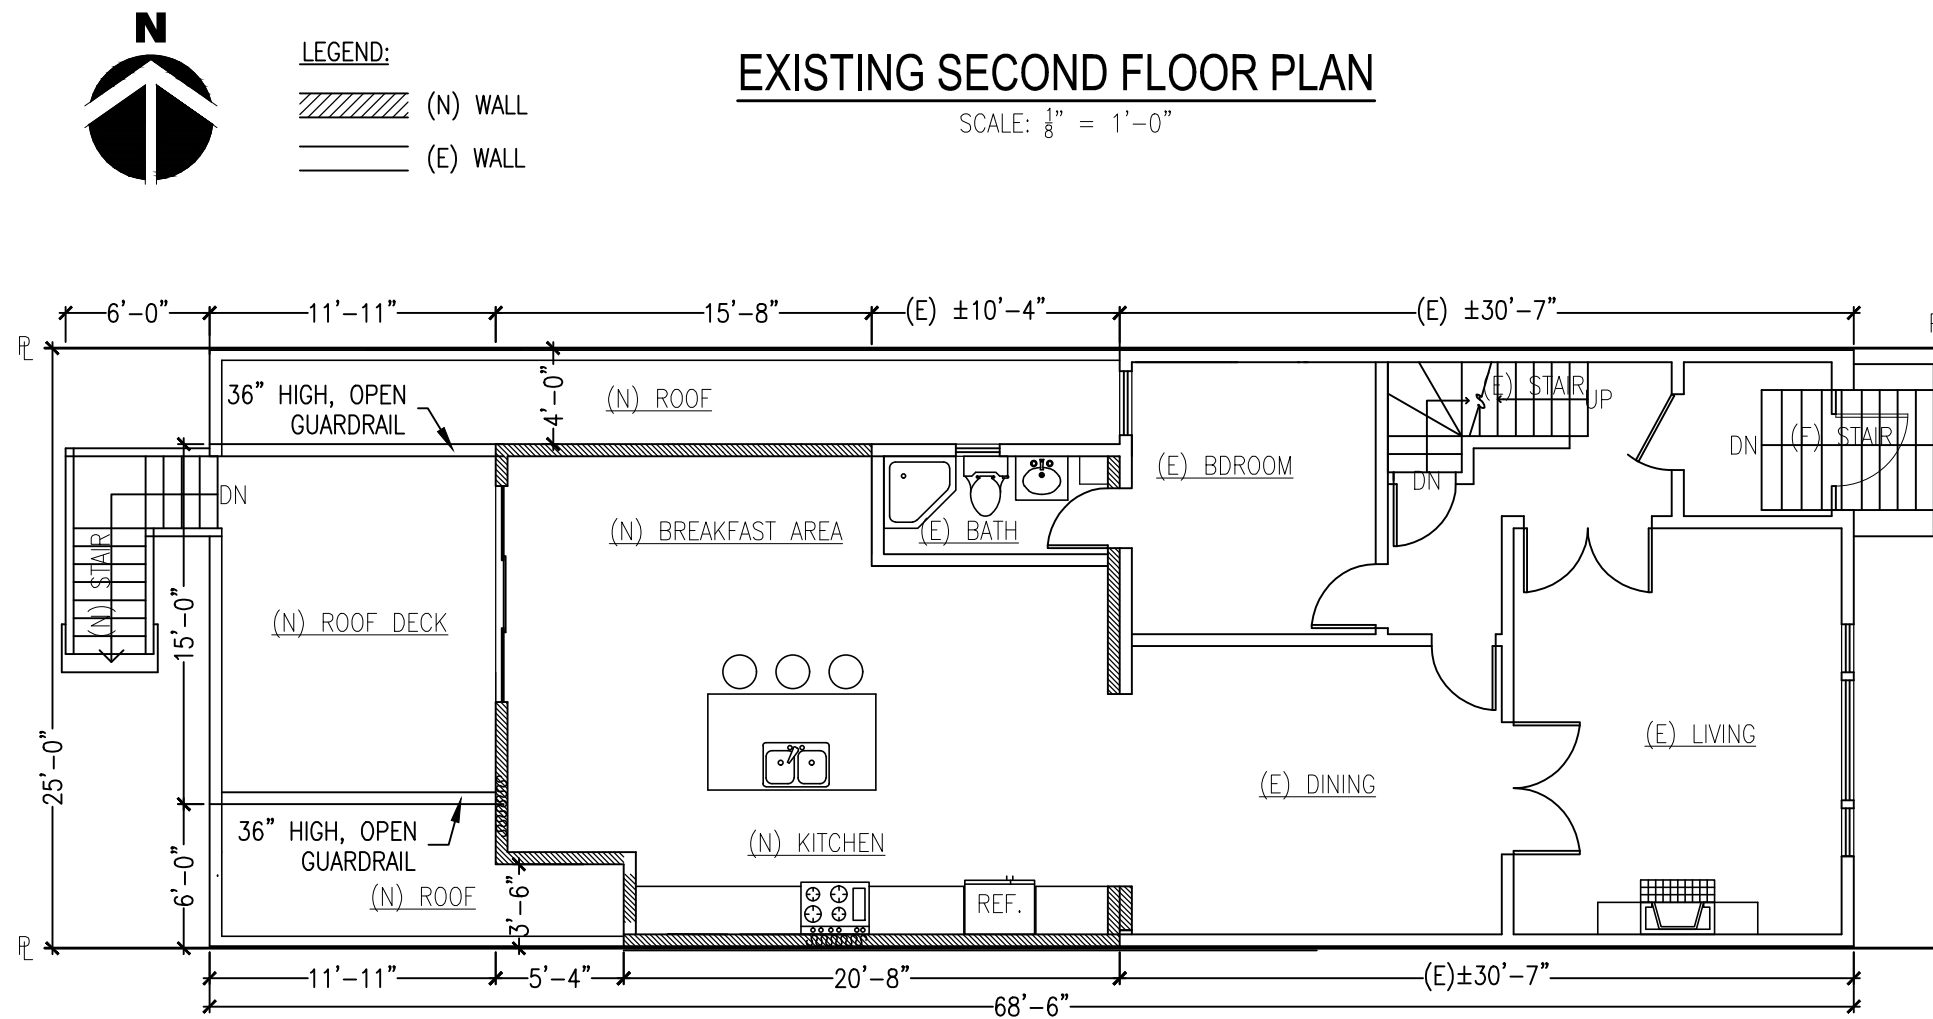 N
LEGEND:
(N) WALL
(E) WALL
EXISTING SECOND FLOOR PLAN
SCALE: 1/8" = 1'-0"
6'-0"
11'-11"
15'-8"
(E) ±10'-4"
(E) ±30'-7"
PL
36" HIGH, OPEN
GUARDRAIL
4'-0"
(N) ROOF
(E) STAIR
UP
DN
(E) STAIR
(E) BDROOM
DN
DN
(N) STAIR
15'-0"
(N) BREAKFAST AREA
(E) BATH
(N) ROOF DECK
25'-0"
(E) LIVING
(E) DINING
36" HIGH, OPEN
GUARDRAIL
(N) KITCHEN
6'-0"
(N) ROOF
3'-6"
REF.
PL
11'-11"
5'-4"
20'-8"
(E)±30'-7"
68'-6"